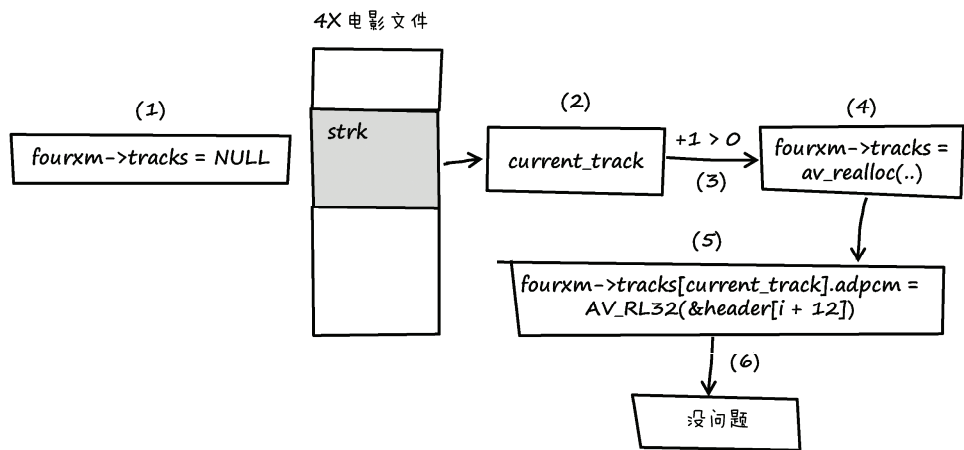 4X电影文件
(1)
fourxm->tracks = NULL
strk
(2)
current_track
+1 > 0
(3)
(4)
fourxm->tracks =
av_realloc(..)
(5)
fourxm->tracks[current_track].adpcm =
AV_RL32(&header[i + 12])
(6)
没问题